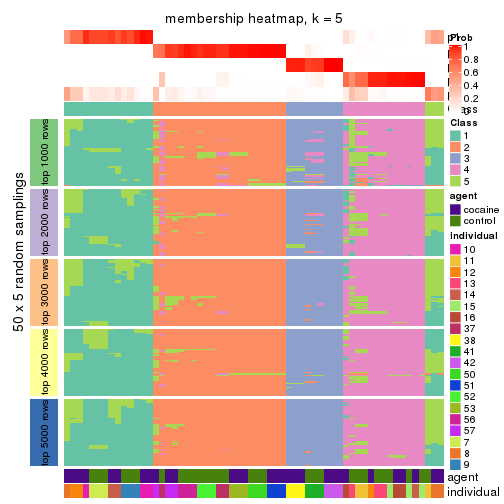 membership heatmap, k = 5
50 x 5 random samplings
top 1000 rows
top 2000 rows
top 3000 rows
top 4000 rows
top 5000 rows
agent
individual
Prob
1
0.8
0.6
0.4
0.2
0
Class
1
2
3
4
5
agent
cocaine
control
individual
10
11
12
13
14
15
16
37
38
41
42
50
51
52
53
56
57
7
8
9